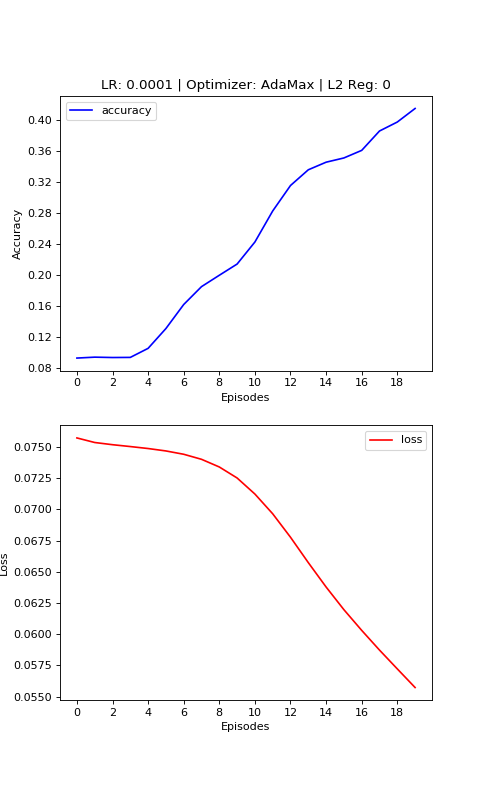 LR: 0.0001 | Optimizer: AdaMax | L2 Reg: 0
accuracy
0.40
0.36
0.32
0.28
0.24
0.20
0.16
0.12
0.08
Accuracy
0 2 4 6 8 10 12 14 16 18
Episodes
loss
0.0750
0.0725
0.0700
0.0675
0.0650
0.0625
0.0600
0.0575
0.0550
Loss
0 2 4 6 8 10 12 14 16 18
Episodes